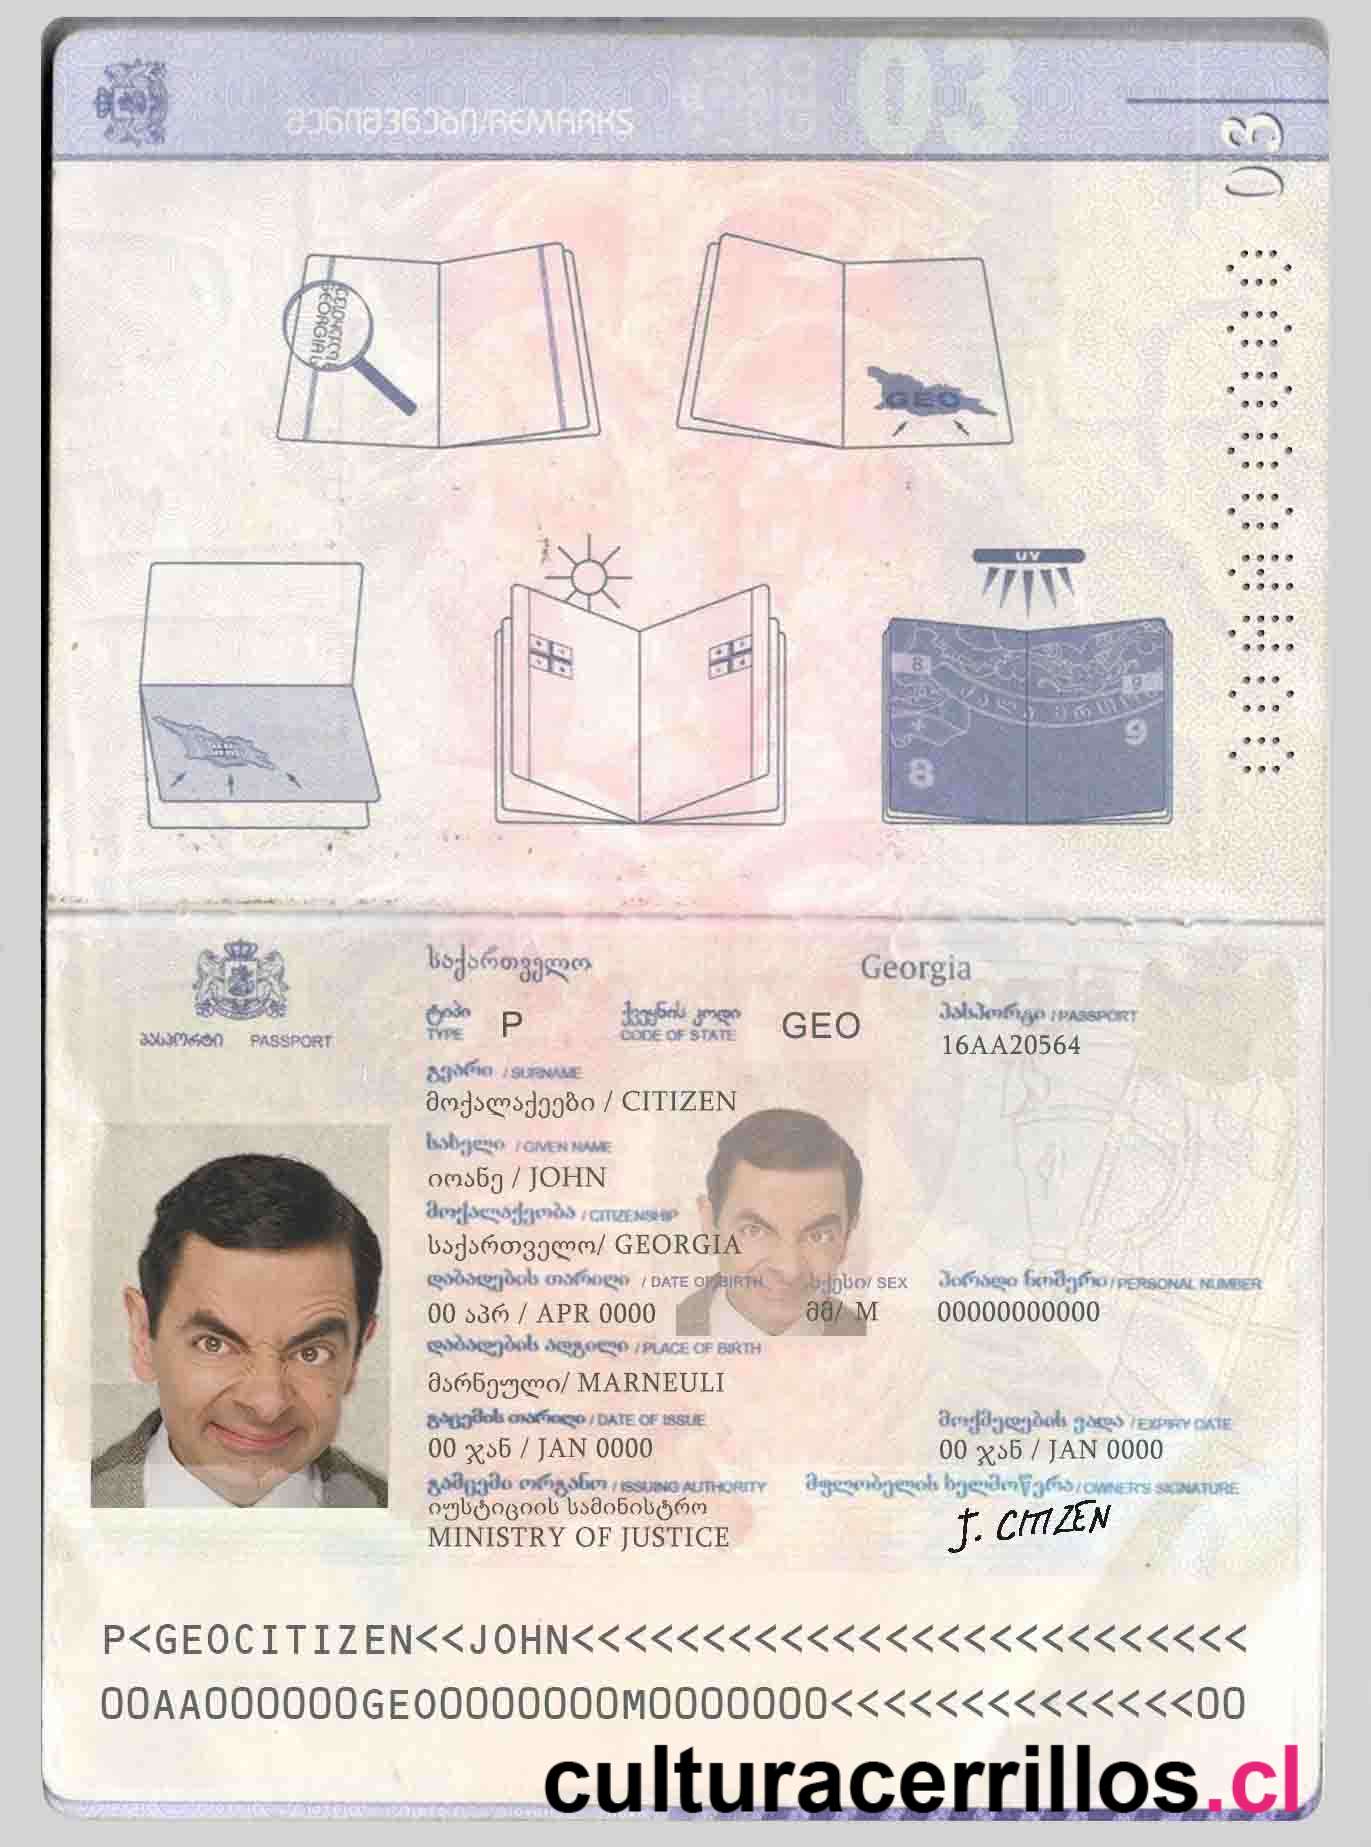 შენიშვნები/REMARKS
03
03
GEORGIA
GEO
UV
8
9
8
9
საქართველო
Georgia
პასპორტი PASSPORT
ტიპი
TYPE
P
ქვეყნის კოდი
CODE OF STATE
GEO
პასპორტი / PASSPORT
16AA20564
გვარი / SURNAME
მოქალაქეები / CITIZEN
სახელი / GIVEN NAME
იოანე / JOHN
მოქალაქეობა / CITIZENSHIP
საქართველო/ GEORGIA
დაბადების თარიღი / DATE OF BIRTH
სქესი/ SEX
პირადი ნომერი / PERSONAL NUMBER
00 აპრ / APR 0000
მმ/ M
00000000000
დაბადების ადგილი / PLACE OF BIRTH
მარნეული/ MARNEULI
გაცემის თარიღი / DATE OF ISSUE
მოქმედების ვადა / EXPIRY DATE
00 ჯან / JAN 0000
00 ჯან / JAN 0000
გამცემი ორგანო / ISSUING AUTHORITY
მფლობელის ხელმოწერა / OWNER'S SIGNATURE
იუსტიციის სამინისტრო
MINISTRY OF JUSTICE
J. CITIZEN
P<GEOCITIZEN<<JOHN<<<<<<<<<<<<<<<<<<<<<<<<<<
00AA000000GEO0000000M0000000<<<<<<<<<<<<<<00
culturacerrillos.cl